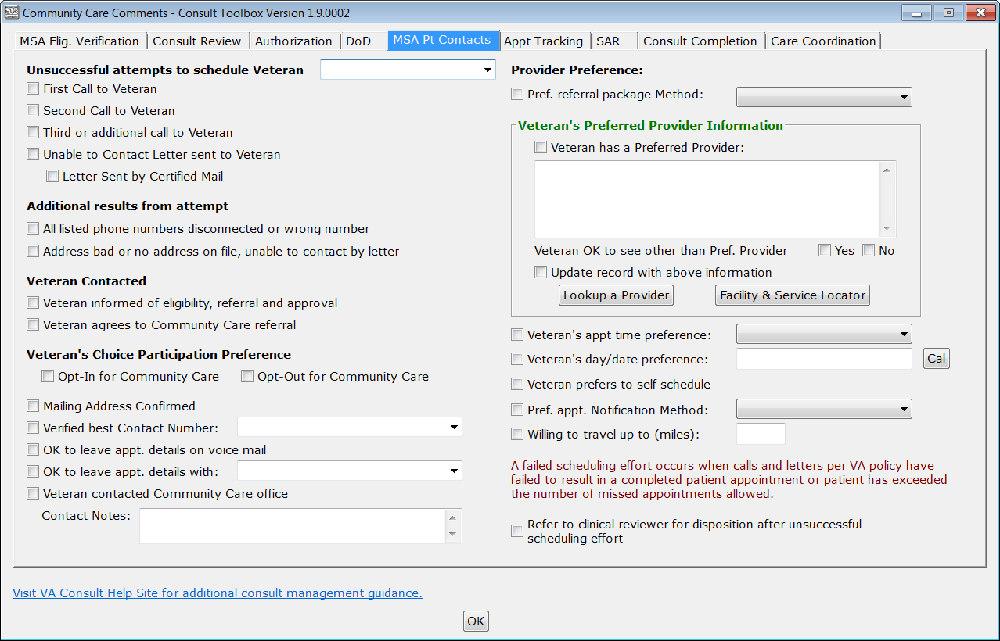 Community Care Comments - Consult Toolbox Version 1.9.0002
MSA Elig. Verification
Consult Review
Authorization
DoD
MSA Pt Contacts
Appt Tracking
SAR
Consult Completion
Care Coordination
Unsuccessful attempts to schedule Veteran
First Call to Veteran
Second Call to Veteran
Third or additional call to Veteran
Unable to Contact Letter sent to Veteran
Letter Sent by Certified Mail
Additional results from attempt
All listed phone numbers disconnected or wrong number
Address bad or no address on file, unable to contact by letter
Veteran Contacted
Veteran informed of eligibility, referral and approval
Veteran agrees to Community Care referral
Veteran's Choice Participation Preference
Opt-In for Community Care
Opt-Out for Community Care
Mailing Address Confirmed
Verified best Contact Number:
OK to leave appt. details on voice mail
OK to leave appt. details with:
Veteran contacted Community Care office
Contact Notes:
Provider Preference:
Pref. referral package Method:
Veteran's Preferred Provider Information
Veteran has a Preferred Provider:
Veteran OK to see other than Pref. Provider
Yes
No
Update record with above information
Lookup a Provider
Facility & Service Locator
Veteran's appt time preference:
Veteran's day/date preference:
Cal
Veteran prefers to self schedule
Pref. appt. Notification Method:
Willing to travel up to (miles):
A failed scheduling effort occurs when calls and letters per VA policy have
failed to result in a completed patient appointment or patient has exceeded
the number of missed appointments allowed.
Refer to clinical reviewer for disposition after unsuccessful
scheduling effort
Visit VA Consult Help Site for additional consult management guidance.
OK